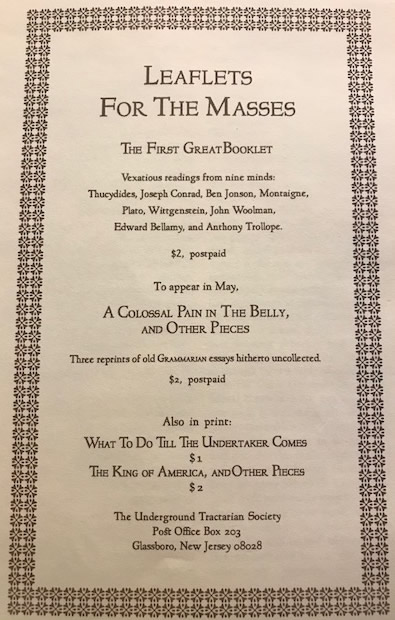 LEAFLETS
FOR THE MASSES
THE FIRST GREATBOOKLET
Vexatious readings from nine minds:
Thucydides, Joseph Conrad, Ben Jonson, Montaigne,
Plato, Wittgenstein, John Woolman,
Edward Bellamy, and Anthony Trollope.
$2, postpaid
To appear in May,
A COLOSSAL PAIN IN THE BELLY,
AND OTHER PIECES
Three reprints of old GRAMMARIAN essays hitherto uncollected.
$2, postpaid
Also in print:
WHAT TO DO TILL THE UNDERTAKER COMES
$1
THE KING OF AMERICA, ANDOTHER PIECES
$2
The Underground Tractarian Society
Post Office Box 203
Glassboro, New Jersey 08028